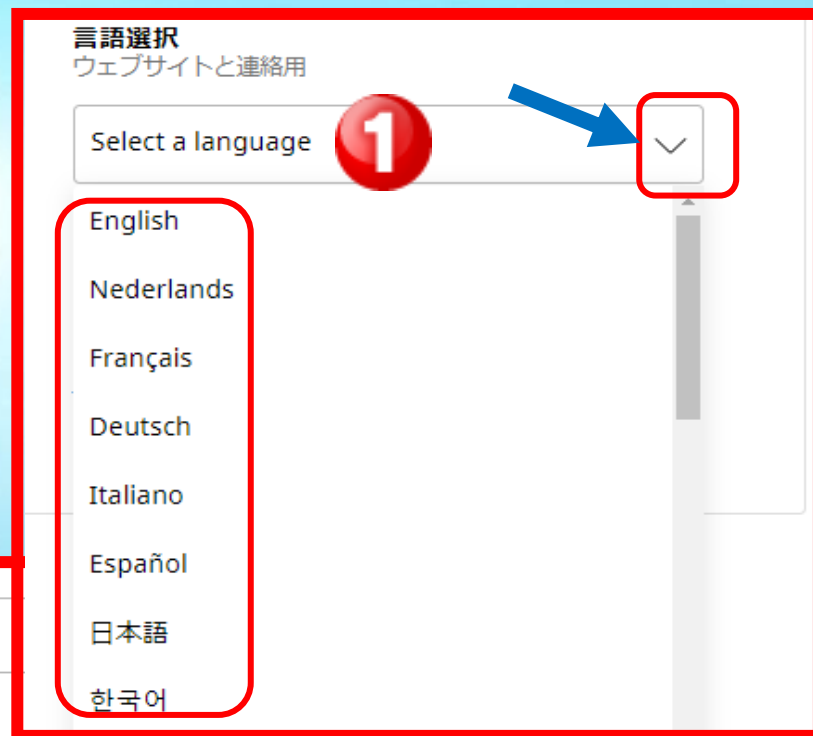 言語選択
ウェブサイトと連絡用
Select a language 1
English
Nederlands
Français
Deutsch
Italiano
Español
日本語
한국어